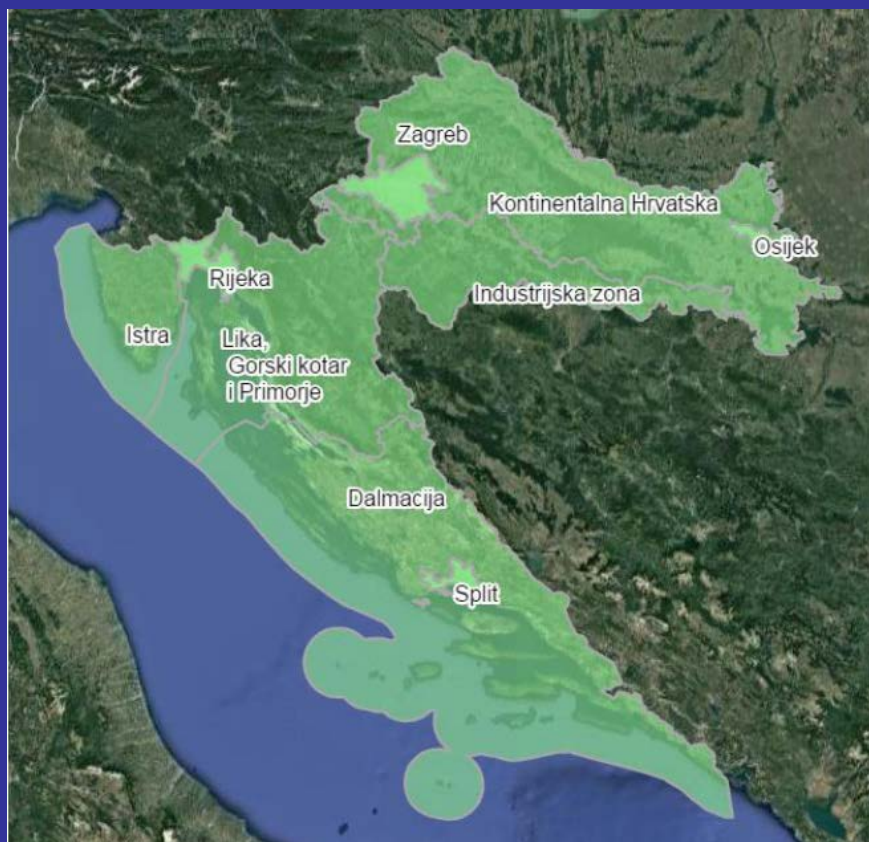 Zagreb
Kontinentalna Hrvatska
Osijek
Rijeka
Industrijska zona
Istra
Lika,
Gorski kotar
i Primorje
Dalmacija
Split